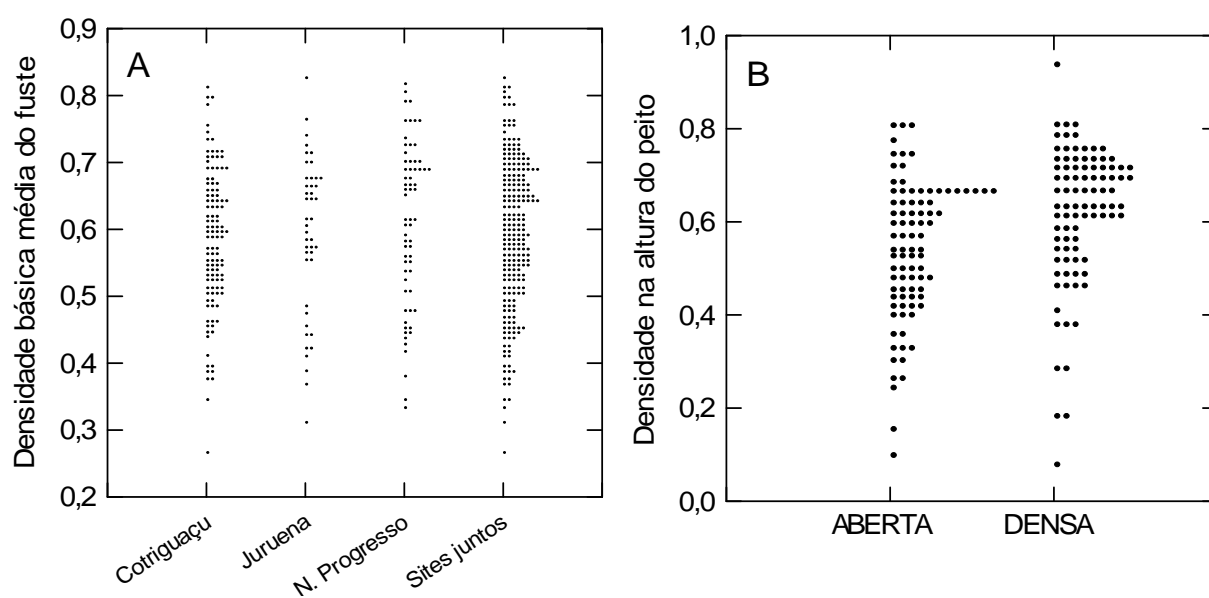 A
Densidade básica média do fuste
0,9
0,8
0,7
0,6
0,5
0,4
0,3
0,2
Cotriguaçu
Juruena
N. Progresso
Sites juntos
B
Densidade na altura do peito
1,0
0,8
0,6
0,4
0,2
0,0
ABERTA
DENSA